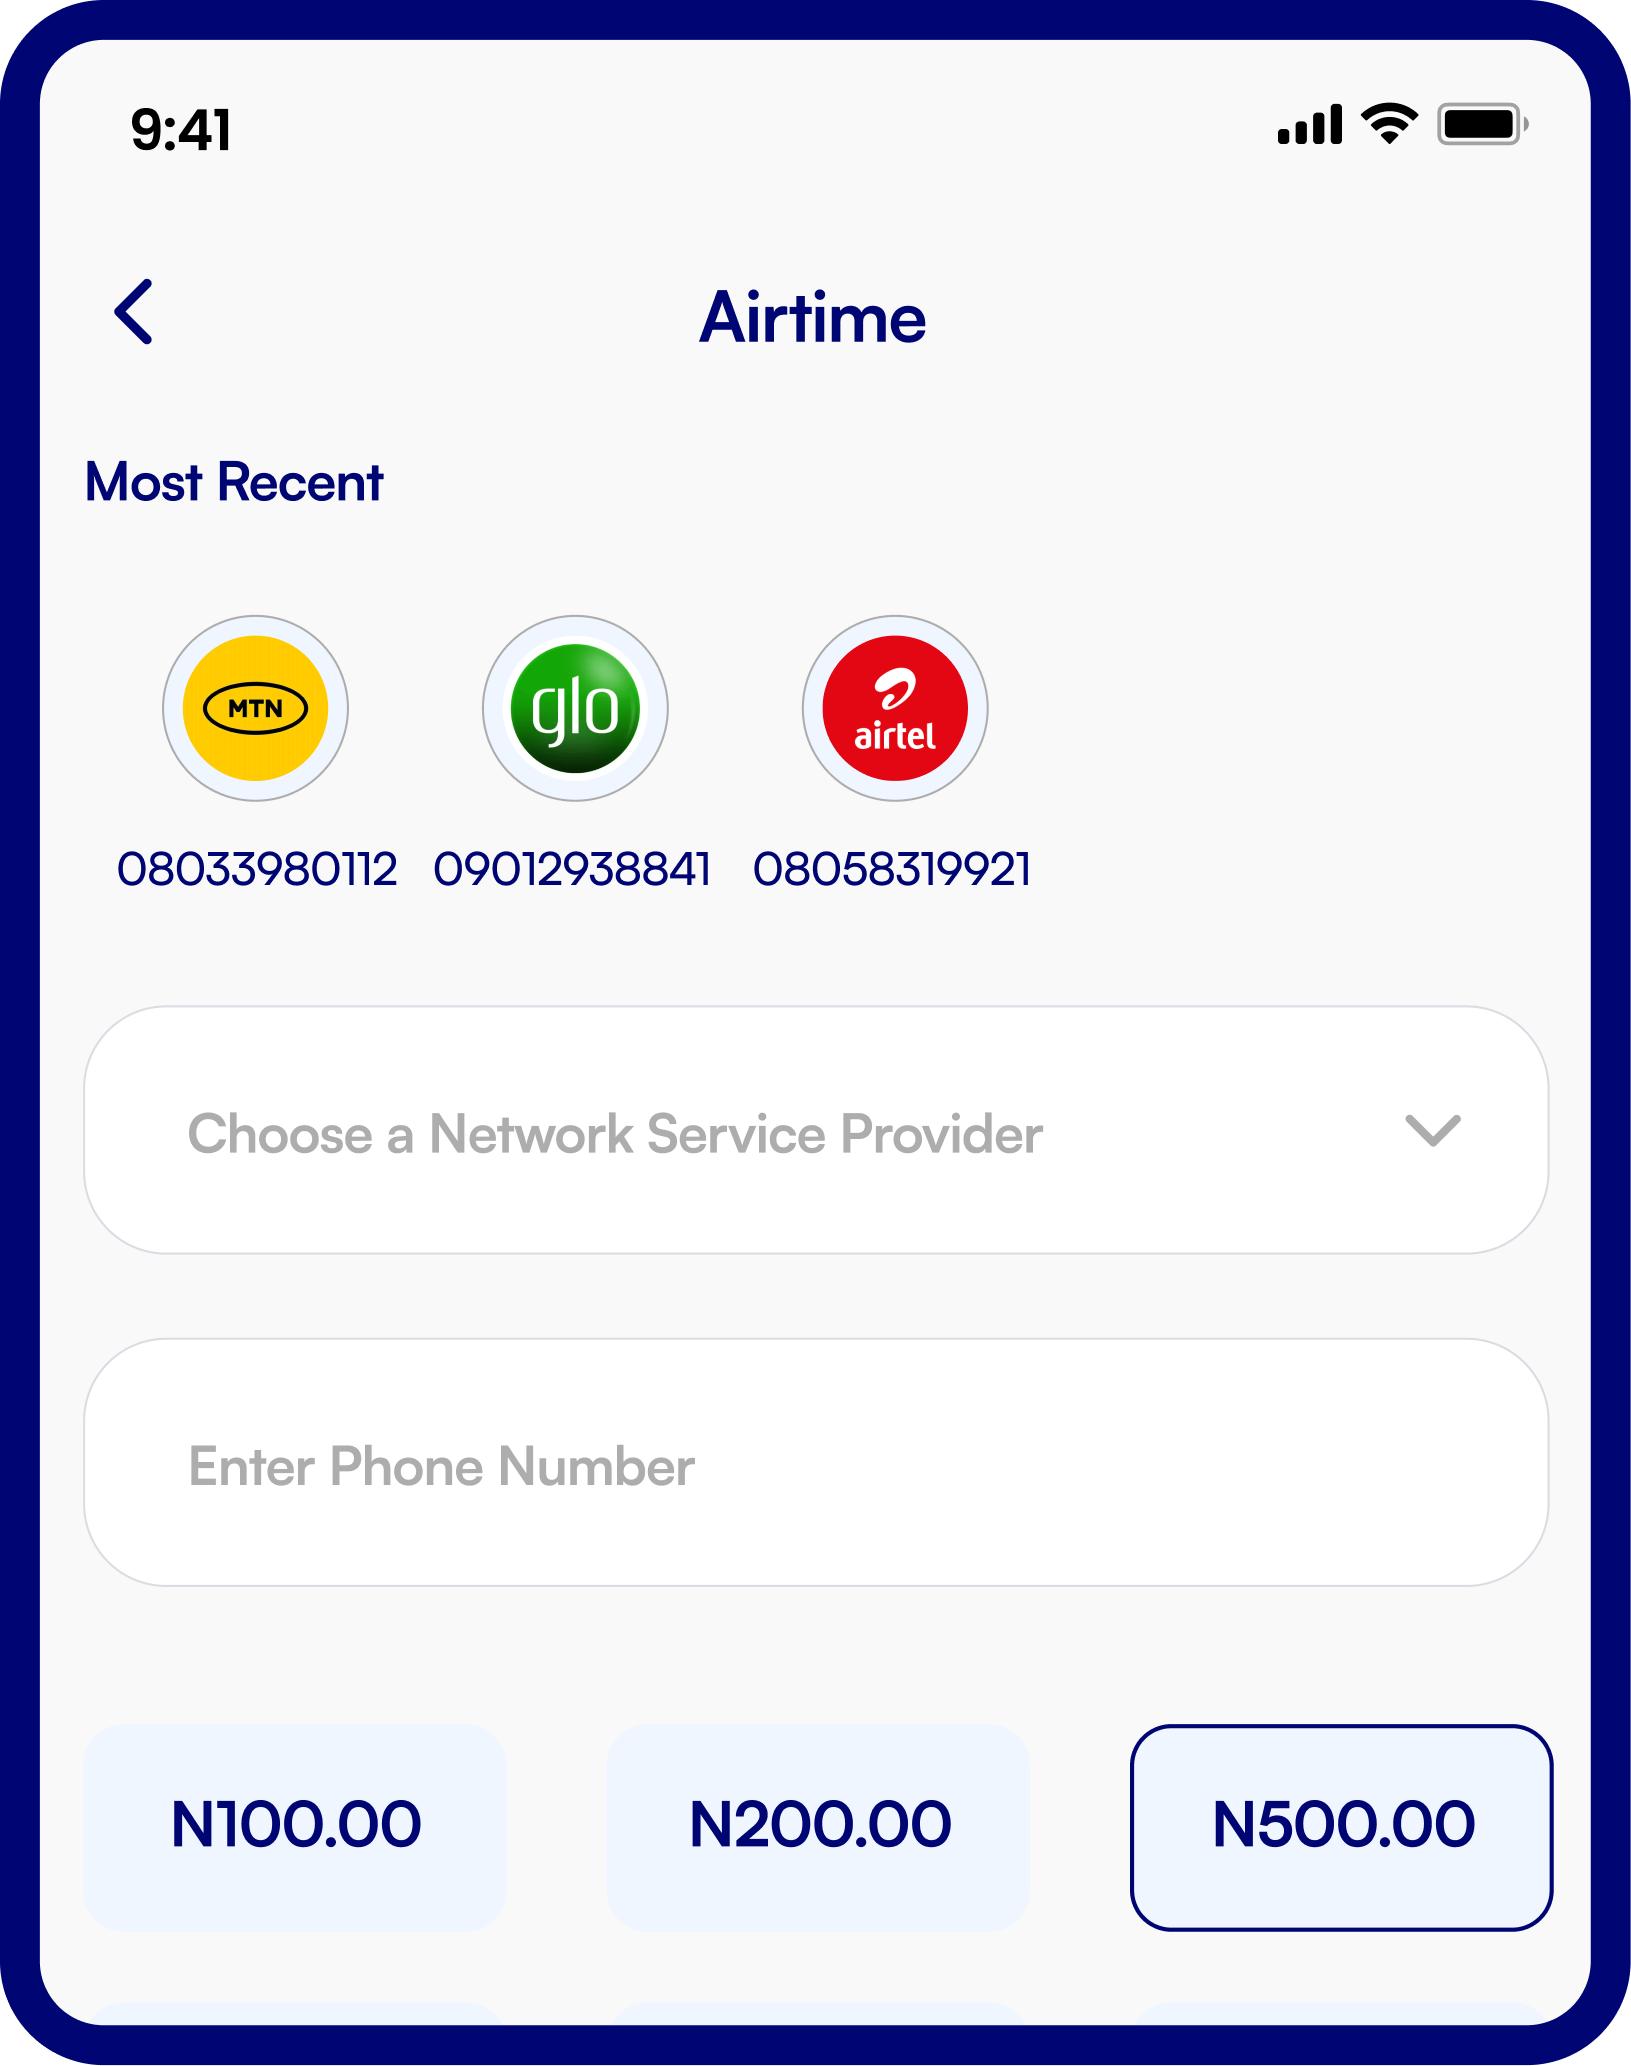 9:41
Airtime
Most Recent
MTN
glo
airtel
08033980112
09012938841
08058319921
Choose a Network Service Provider
Enter Phone Number
N100.00
N200.00
N500.00